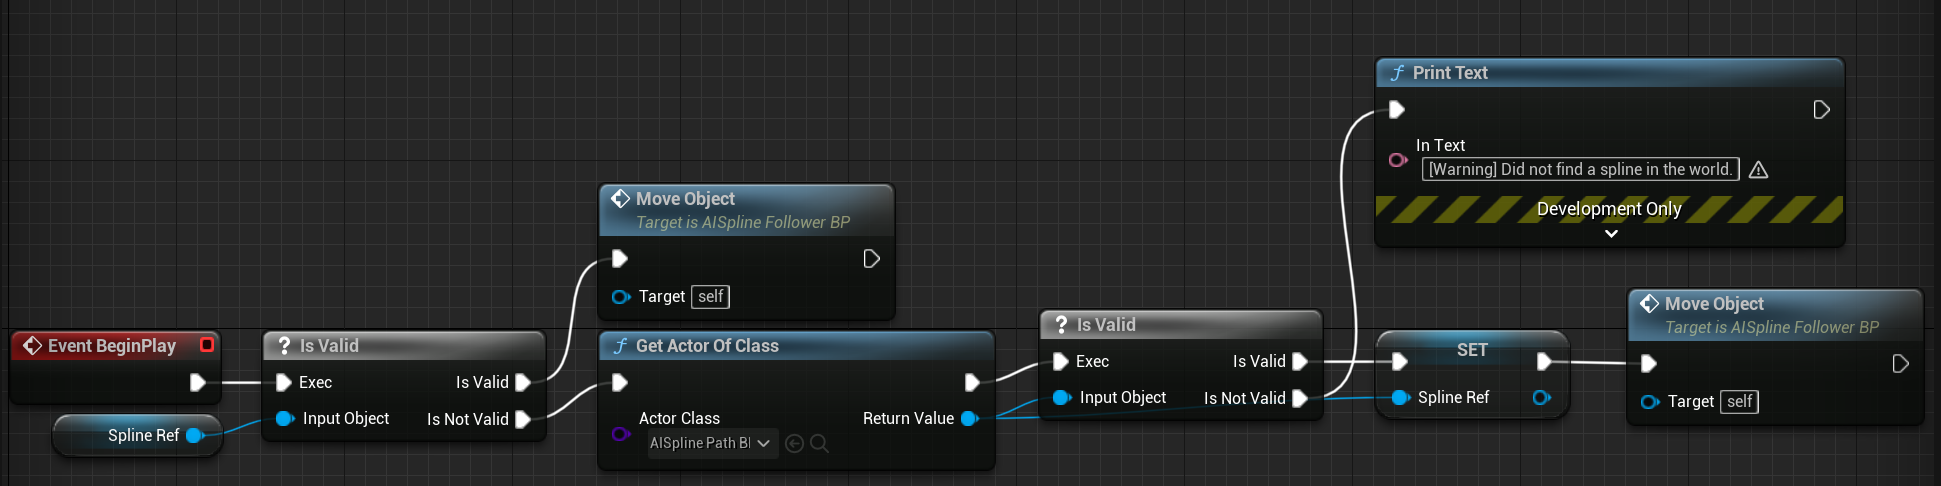 Event BeginPlay
Spline Ref
? Is Valid
Exec
Is Valid
Input Object
Is Not Valid
Move Object
Target is AISpline Follower BP
Target self
f Get Actor Of Class
Actor Class
AISpline Path Bl
Return Value
? Is Valid
Exec
Is Valid
Input Object
Is Not Valid
f Print Text
In Text
[Warning] Did not find a spline in the world.
Development Only
SET
Spline Ref
Move Object
Target is AISpline Follower BP
Target self